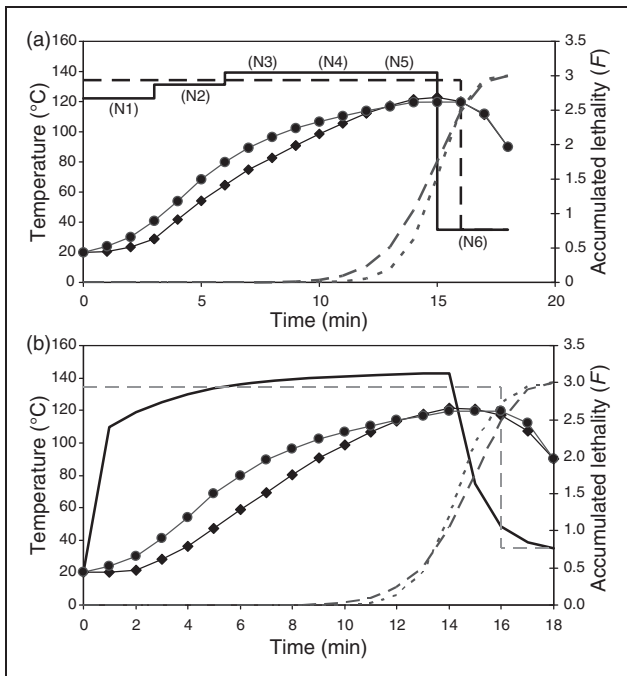 (a)
160
140
120
100
80
60
40
20
0
Temperature (°C)
(N1)
(N2)
(N3)
(N4)
(N5)
(N6)
3.5
3
2.5
2
1.5
1
0.5
0
Accumulated lethality (F)
0 5 10 15 20
Time (min)
(b)
160
140
120
100
80
60
40
20
0
Temperature (°C)
3.5
3.0
2.5
2.0
1.5
1.0
0.5
0.0
Accumulated lethality (F)
0 2 4 6 8 10 12 14 16 18
Time (min)